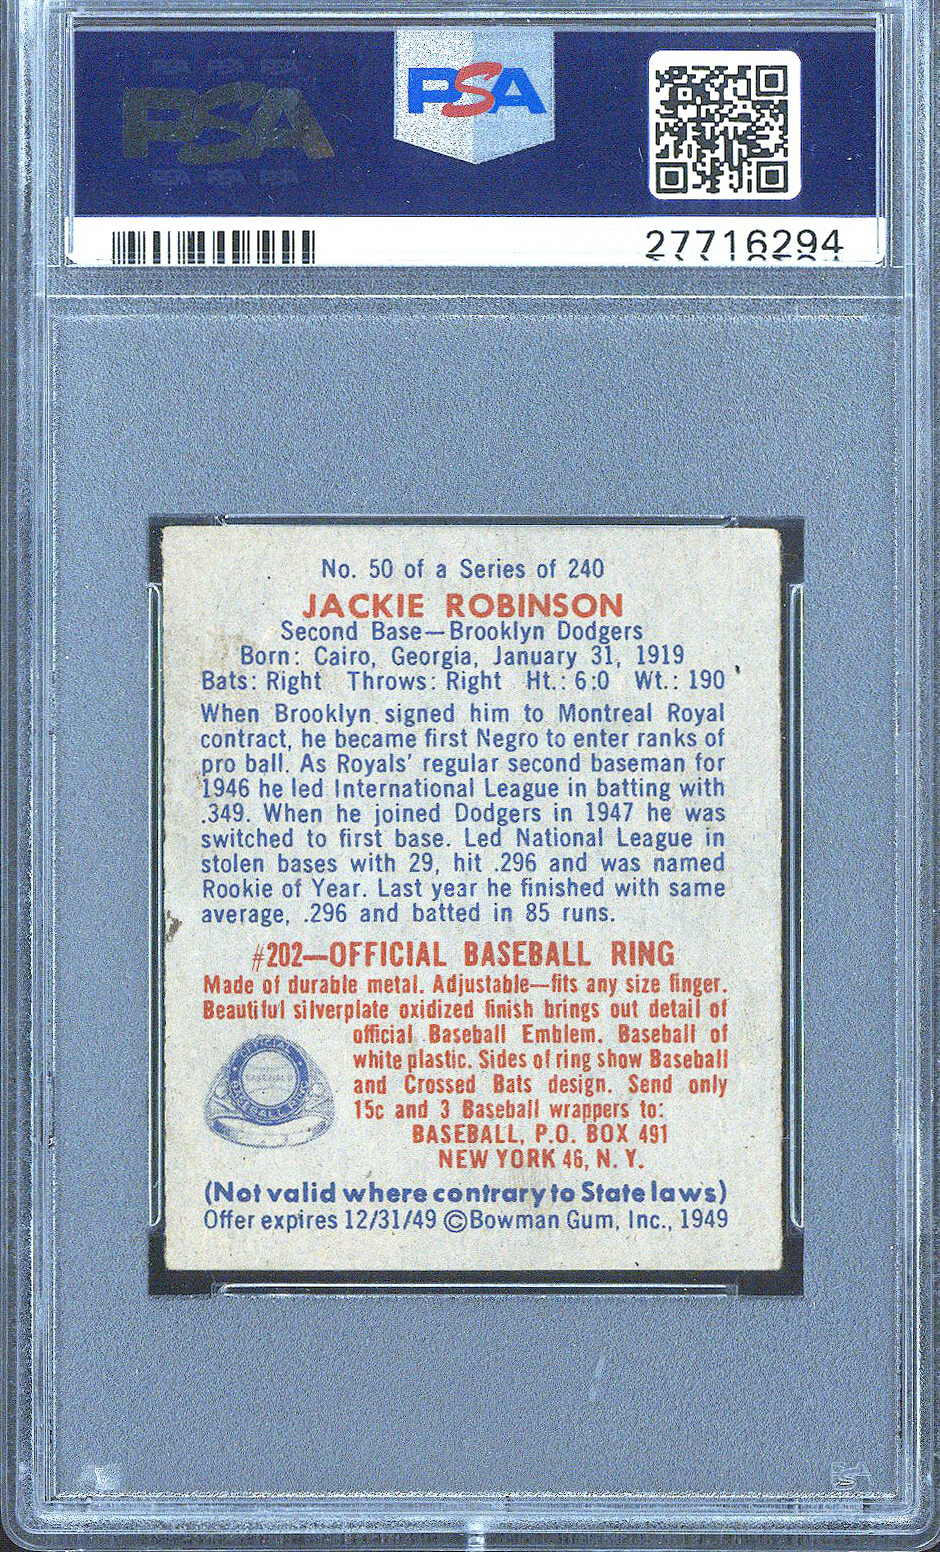 PSA
PSA
27716294
No. 50 of a Series of 240
JACKIE ROBINSON
Second Base—Brooklyn Dodgers
Born: Cairo, Georgia, January 31, 1919
Bats: Right Throws: Right Ht.: 6:0 Wt.: 190
When Brooklyn signed him to Montreal Royal
contract, he became first Negro to enter ranks of
pro ball. As Royals' regular second baseman for
1946 he led International League in batting with
.349. When he joined Dodgers in 1947 he was
switched to first base. Led National League in
stolen bases with 29, hit .296 and was named
Rookie of Year. Last year he finished with same
average, .296 and batted in 85 runs.
#202—OFFICIAL BASEBALL RING
Made of durable metal. Adjustable—fits any size finger.
Beautiful silverplate oxidized finish brings out detail of
official Baseball Emblem. Baseball of
white plastic. Sides of ring show Baseball
and Crossed Bats design. Send only
15c and 3 Baseball wrappers to:
BASEBALL, P.O. BOX 491
NEW YORK 46, N. Y.
OFFICIAL
BASEBALL RING
(Not valid where contrary to State laws)
Offer expires 12/31/49 ©Bowman Gum, Inc., 1949
PSA